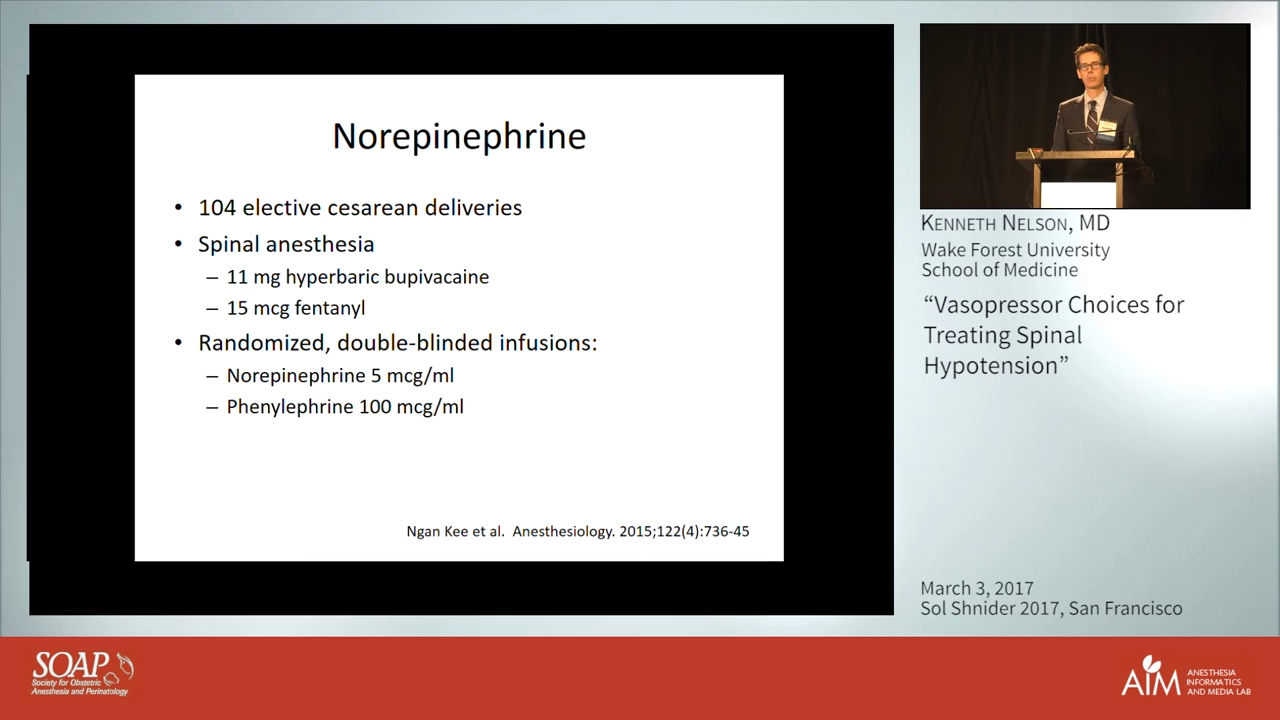 Norepinephrine
• 104 elective cesarean deliveries
• Spinal anesthesia
– 11 mg hyperbaric bupivacaine
– 15 mcg fentanyl
• Randomized, double-blinded infusions:
– Norepinephrine 5 mcg/ml
– Phenylephrine 100 mcg/ml
Ngan Kee et al.  Anesthesiology. 2015;122(4):736-45
KENNETH NELSON, MD
Wake Forest University
School of Medicine
“Vasopressor Choices for
Treating Spinal
Hypotension”
March 3, 2017
Sol Shnider 2017, San Francisco
SOAP
Society for Obstetric
Anesthesia and Perinatology
AIM
ANESTHESIA
INFORMATICS
AND MEDIA LAB